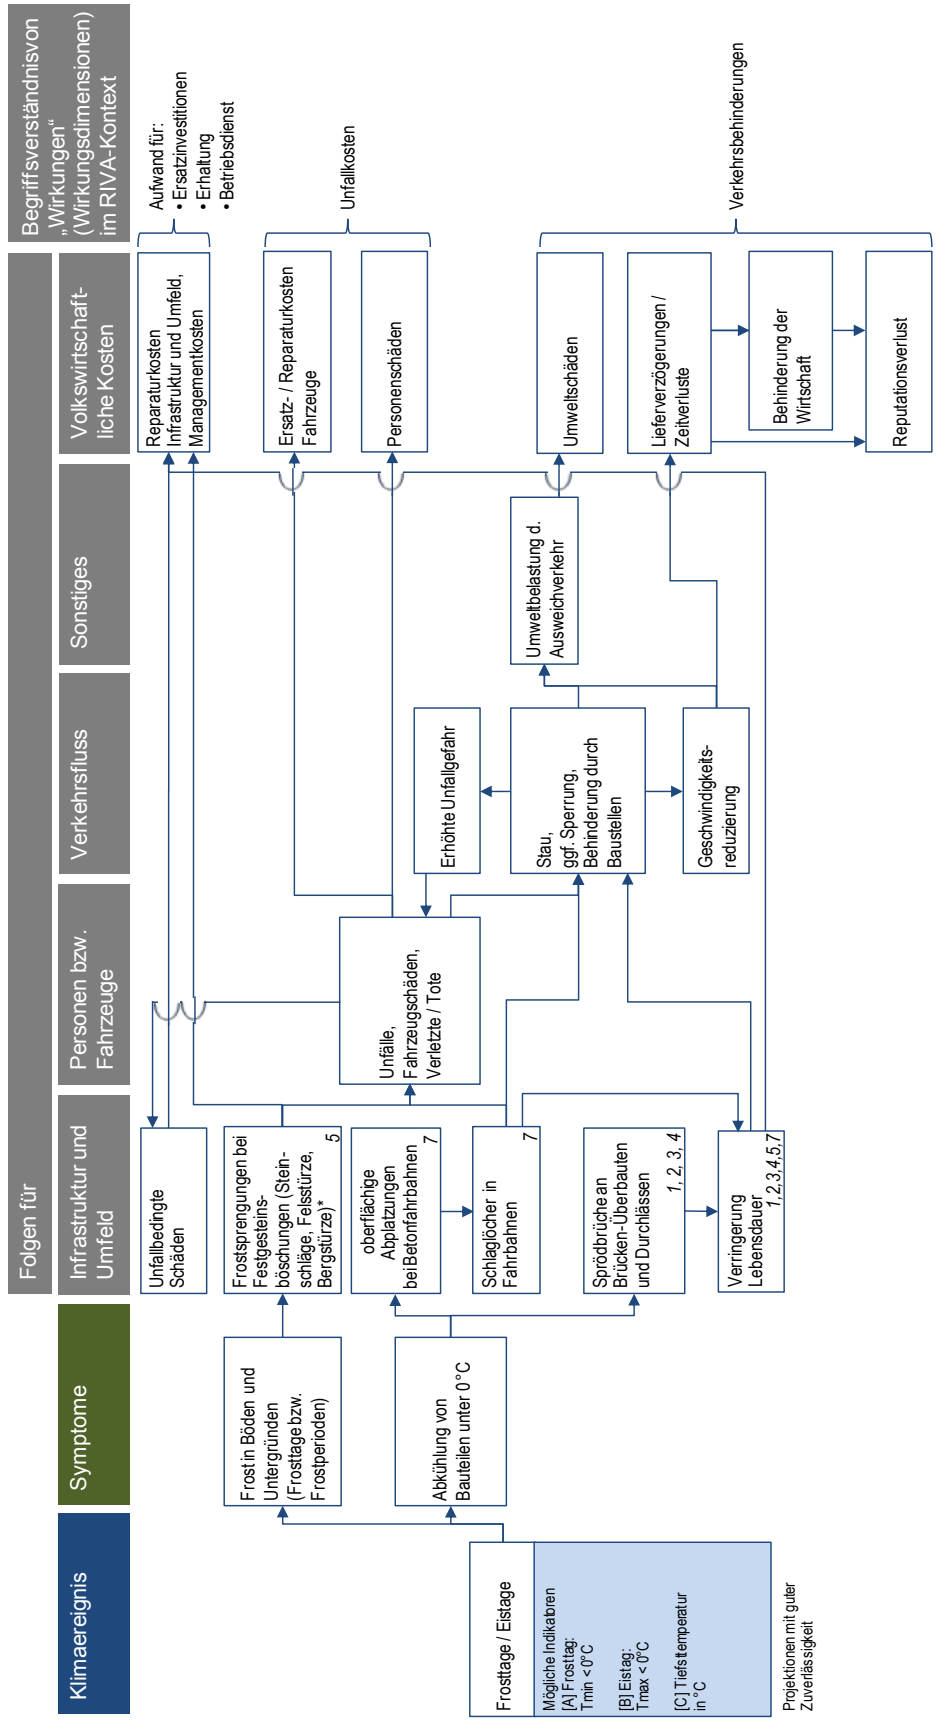 Klimaereignis
Symptome
Folgen für
Infrastruktur und
Umfeld
Personen bzw.
Fahrzeuge
Verkehrsfluss
Sonstiges
Volkswirtschaft-
liche Kosten
Begriffsverständnisvon
„Wirkungen“
(Wirkungsdimensionen)
im RIVA-Kontext
Frosttage / Eistage
Mögliche Indikatoren
[A] Frosttag:
Tmin < 0°C
[B] Eistag:
Tmax < 0°C
[C] Tiefsttemperatur
in °C
Projektionen mit guter
Zuverlässigkeit
Frost in Böden und
Untergründen
(Frosttage bzw.
Frostperioden)
Abkühlung von
Bauteilen unter 0°C
Unfallbedingte
Schäden
Frostsprengungen bei
Festgesteins-
böschungen (Stein-
schläge, Felsstürze,
Bergstürze)*
5
oberflächige
Abplatzungen
bei Betonfahrbahnen
7
Schlaglöcher in
Fahrbahnen
7
Sprödbrüche an
Brücken-Überbauten
und Durchlässen
1, 2, 3, 4
Verringerung
Lebensdauer
1,2,3,4,5,7
Unfälle,
Fahrzeugschäden,
Verletzte / Tote
Erhöhte Unfallgefahr
Stau,
ggf. Sperrung,
Behinderung durch
Baustellen
Geschwindigkeits-
reduzierung
Umweltbelastung d.
Ausweichverkehr
Reparaturkosten
Infrastruktur und Umfeld,
Managementkosten
Ersatz- / Reparaturkosten
Fahrzeuge
Personenschäden
Umweltschäden
Lieferverzögerungen /
Zeitverluste
Behinderung der
Wirtschaft
Reputationsverlust
Aufwand für:
• Ersatzinvestitionen
• Erhaltung
• Betriebsdienst
Unfallkosten
Verkehrsbehinderungen